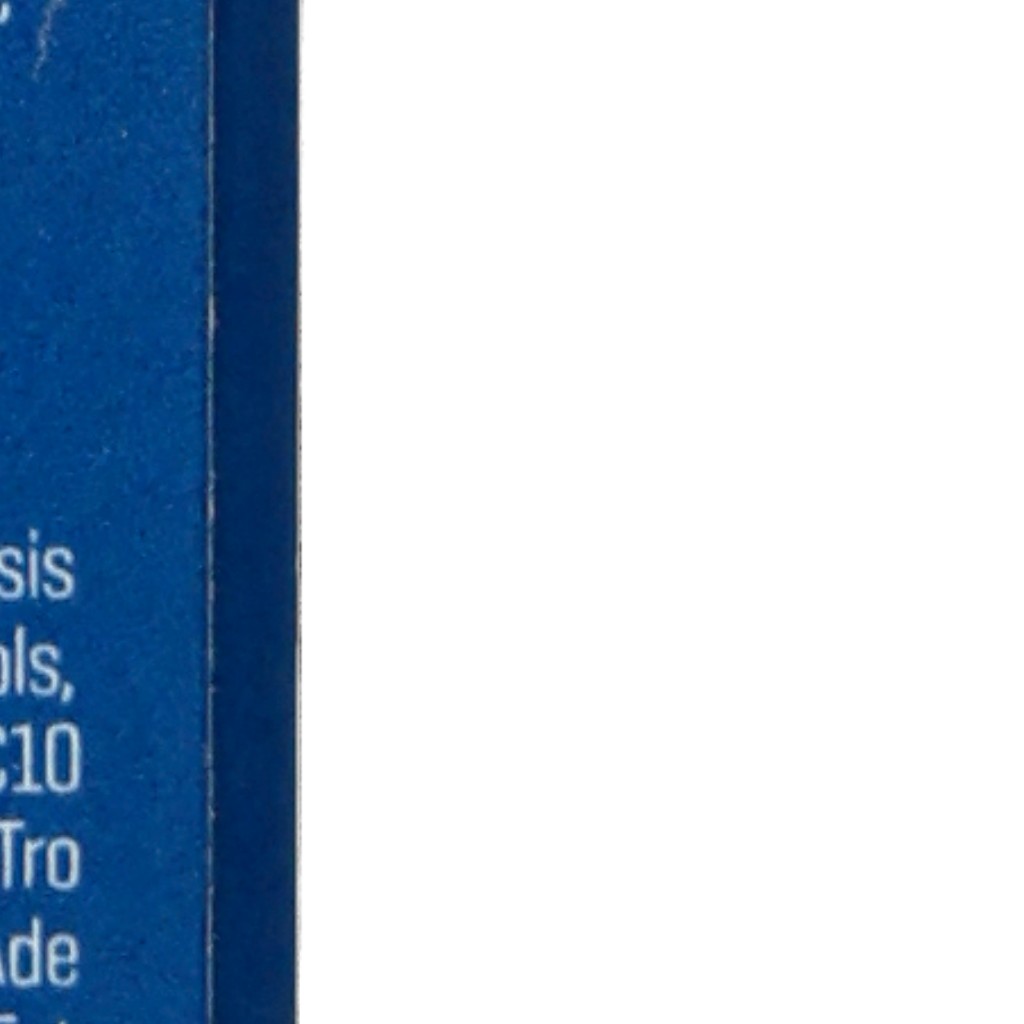 sis
ols,
C10
Tro
Ade